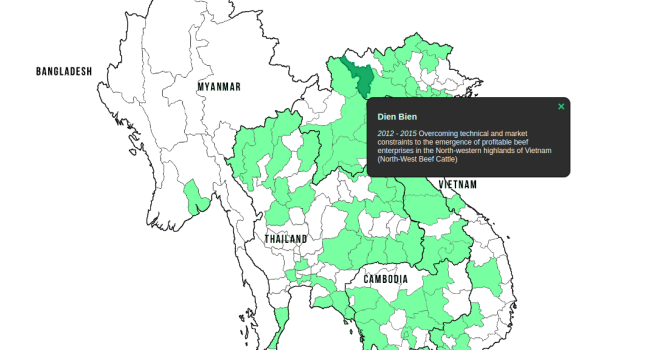 BANGLADESH
MYANMAR
×
Dien Bien
2012 - 2015 Overcoming technical and market
constraints to the emergence of profitable beef
enterprises in the North-western highlands of Vietnam
(North-West Beef Cattle)
VIETNAM
THAILAND
CAMBODIA